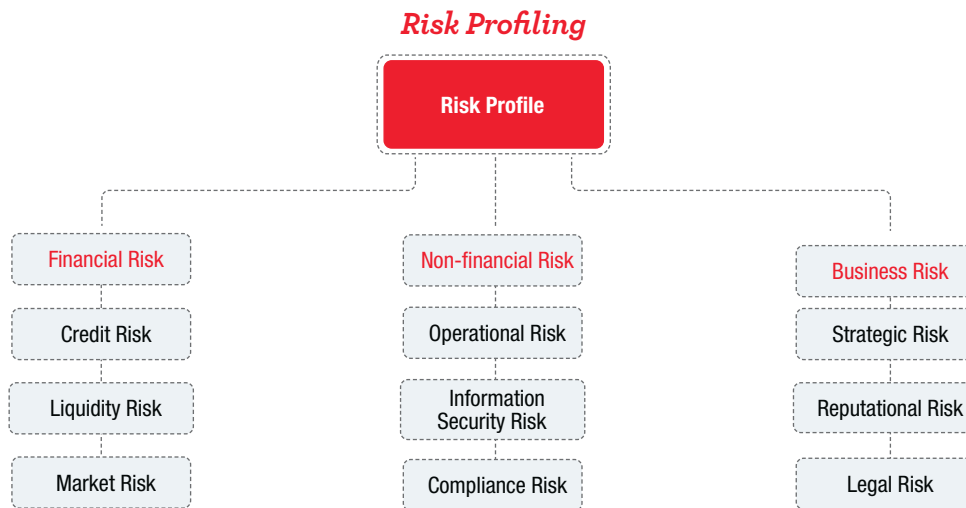 Risk Profiling
Risk Profile
Financial Risk
Credit Risk
Liquidity Risk
Market Risk
Non-financial Risk
Operational Risk
Information
Security Risk
Compliance Risk
Business Risk
Strategic Risk
Reputational Risk
Legal Risk